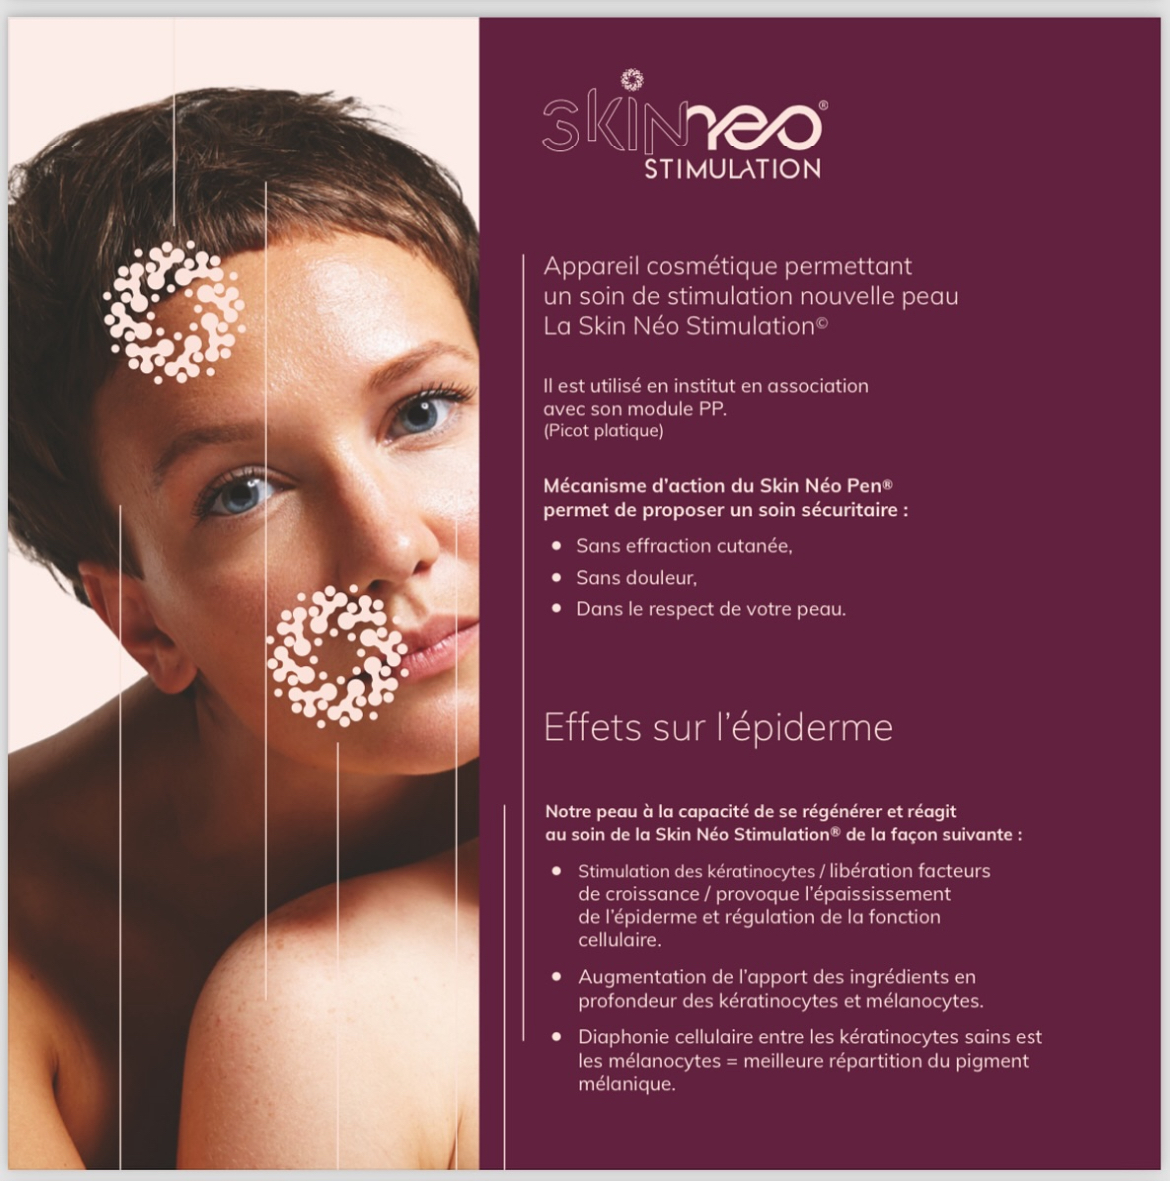 SKINNEO®
STIMULATION
Appareil cosmétique permettant
un soin de stimulation nouvelle peau
La Skin Néo Stimulation©
Il est utilisé en institut en association
avec son module PP.
(Picot platique)
Mécanisme d'action du Skin Néo Pen®
permet de proposer un soin sécuritaire :
• Sans effraction cutanée,
• Sans douleur,
• Dans le respect de votre peau.
Effets sur l'épiderme
Notre peau à la capacité de se régénérer et réagit
au soin de la Skin Néo Stimulation® de la façon suivante :
• Stimulation des kératinocytes / libération facteurs
de croissance / provoque l'épaississement
de l'épiderme et régulation de la fonction
cellulaire.
• Augmentation de l'apport des ingrédients en
profondeur des kératinocytes et mélanocytes.
• Diaphonie cellulaire entre les kératinocytes sains est
les mélanocytes = meilleure répartition du pigment
mélanique.